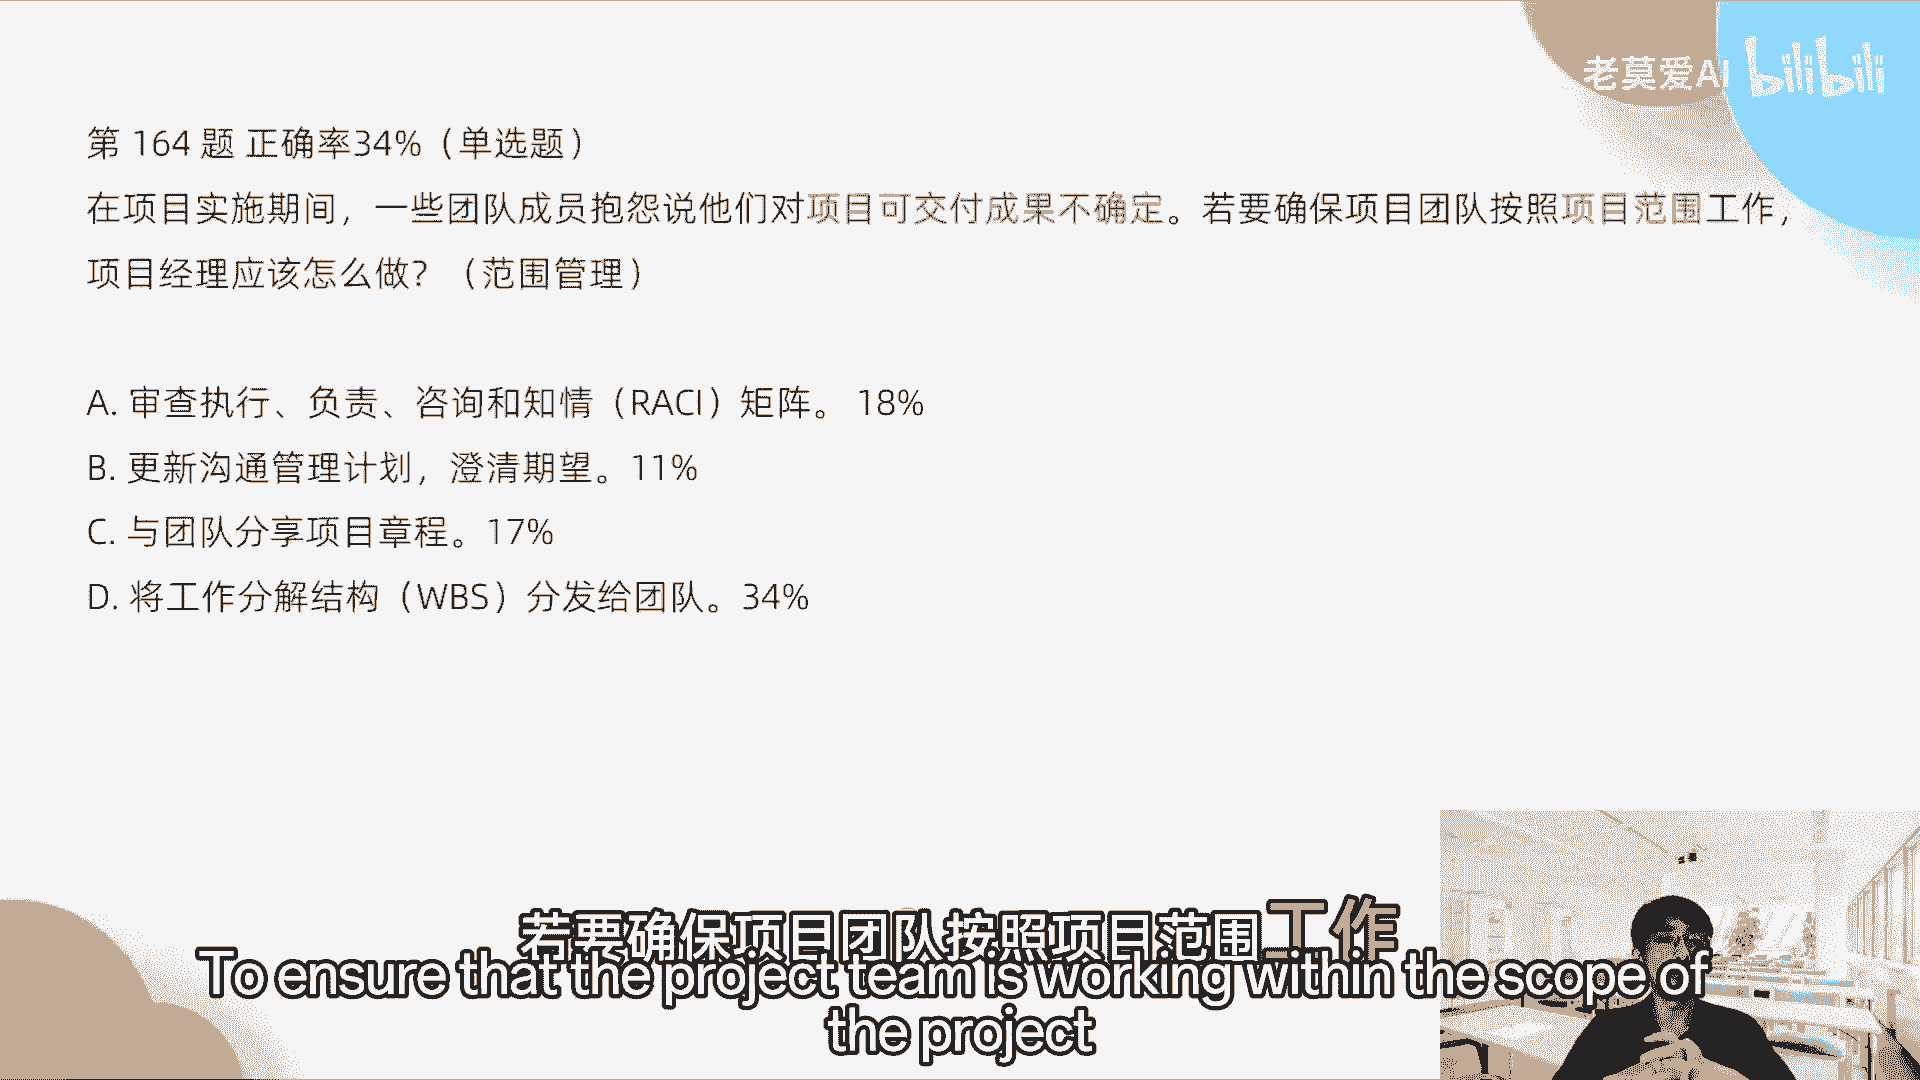 老莫爱AI bilibili
第 164 题 正确率34%（单选题）
在项目实施期间，一些团队成员抱怨说他们对项目可交付成果不确定。若要确保项目团队按照项目范围工作，
项目经理应该怎么做？（范围管理）
A. 审查执行、负责、咨询和知情（RACI）矩阵。 18%
B. 更新沟通管理计划，澄清期望。11%
C. 与团队分享项目章程。17%
D. 将工作分解结构（WBS）分发给团队。34%
若要确保项目团队按照项目范围工作
To ensure that the project team is working within the scope of
the project